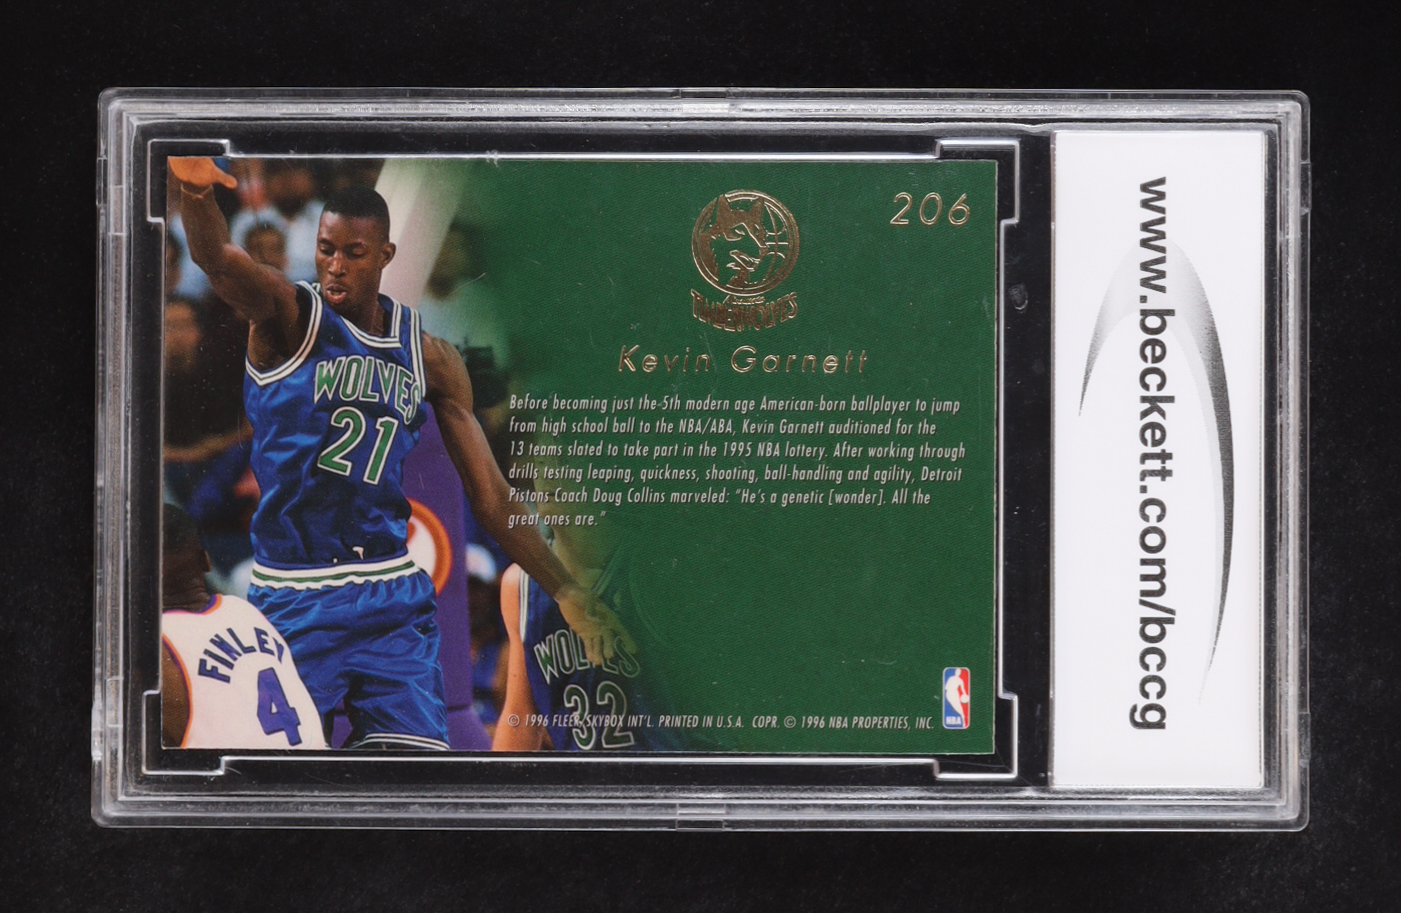 206
TIMBERWOLVES
Kevin Garnett
Before becoming just the 5th modern age American-born ballplayer to jump
from high school ball to the NBA/ABA, Kevin Garnett auditioned for the
13 teams slated to take part in the 1995 NBA lottery. After working through
drills testing leaping, quickness, shooting, ball-handling and agility, Detroit
Pistons Coach Doug Collins marveled: “He's a genetic [wonder]. All the
great ones are.”
WOLVES
21
FINLEY
4
WOLVES
32
© 1996 FLEER/SKYBOX INT'L. PRINTED IN U.S.A. COPR. © 1996 NBA PROPERTIES, INC.
NBA
www.beckett.com/bccg